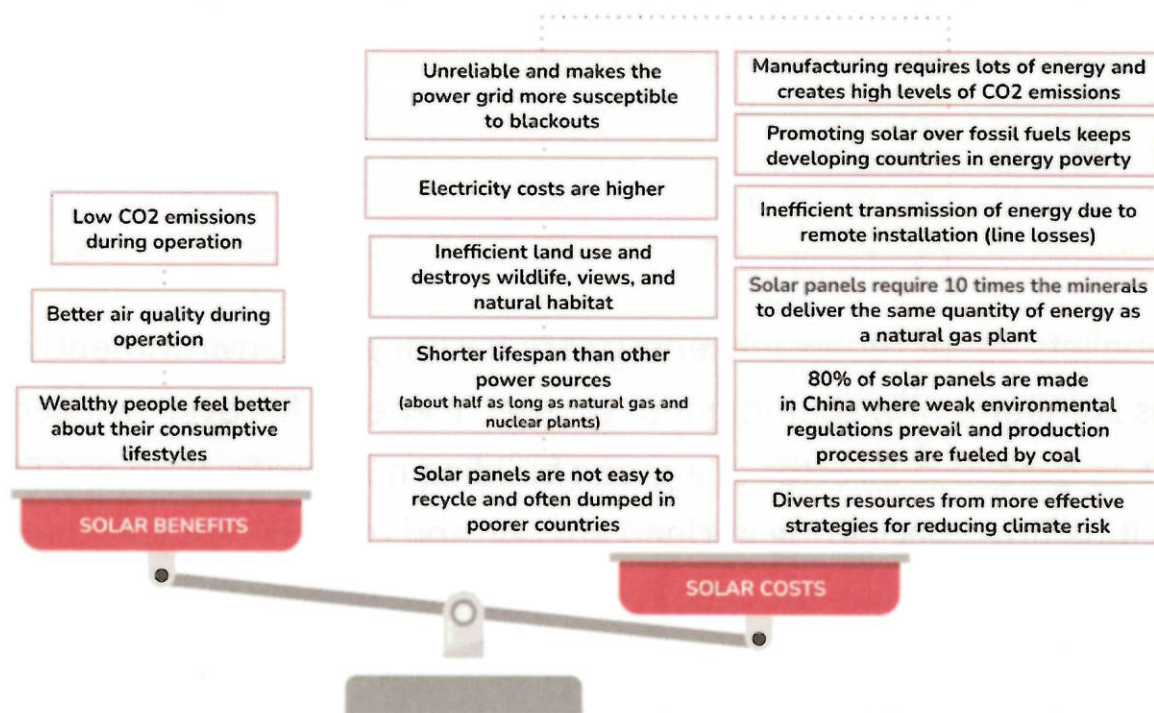 Low CO2 emissions
during operation
Better air quality during
operation
Wealthy people feel better
about their consumptive
lifestyles
SOLAR BENEFITS
Unreliable and makes the
power grid more susceptible
to blackouts
Electricity costs are higher
Inefficient land use and
destroys wildlife, views, and
natural habitat
Shorter lifespan than other
power sources
(about half as long as natural gas and
nuclear plants)
Solar panels are not easy to
recycle and often dumped in
poorer countries
Manufacturing requires lots of energy and
creates high levels of CO2 emissions
Promoting solar over fossil fuels keeps
developing countries in energy poverty
Inefficient transmission of energy due to
remote installation (line losses)
Solar panels require 10 times the minerals
to deliver the same quantity of energy as
a natural gas plant
80% of solar panels are made
in China where weak environmental
regulations prevail and production
processes are fueled by coal
Diverts resources from more effective
strategies for reducing climate risk
SOLAR COSTS